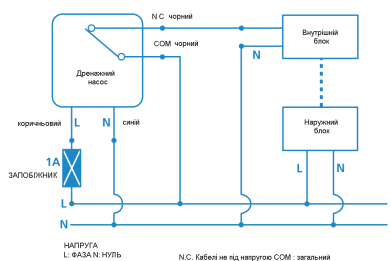 N C чорний
COM чорний
Внутрішній
блок
N
Дренажний
насос
коричньовий
L
N
синій
Наружний
блок
1A
ЗАПОБІЖНИК
L
N
L
N
НАПРУГА
L: ФАЗА N: НУЛЬ
N.C. Кабелі не під напругою COM : загальний